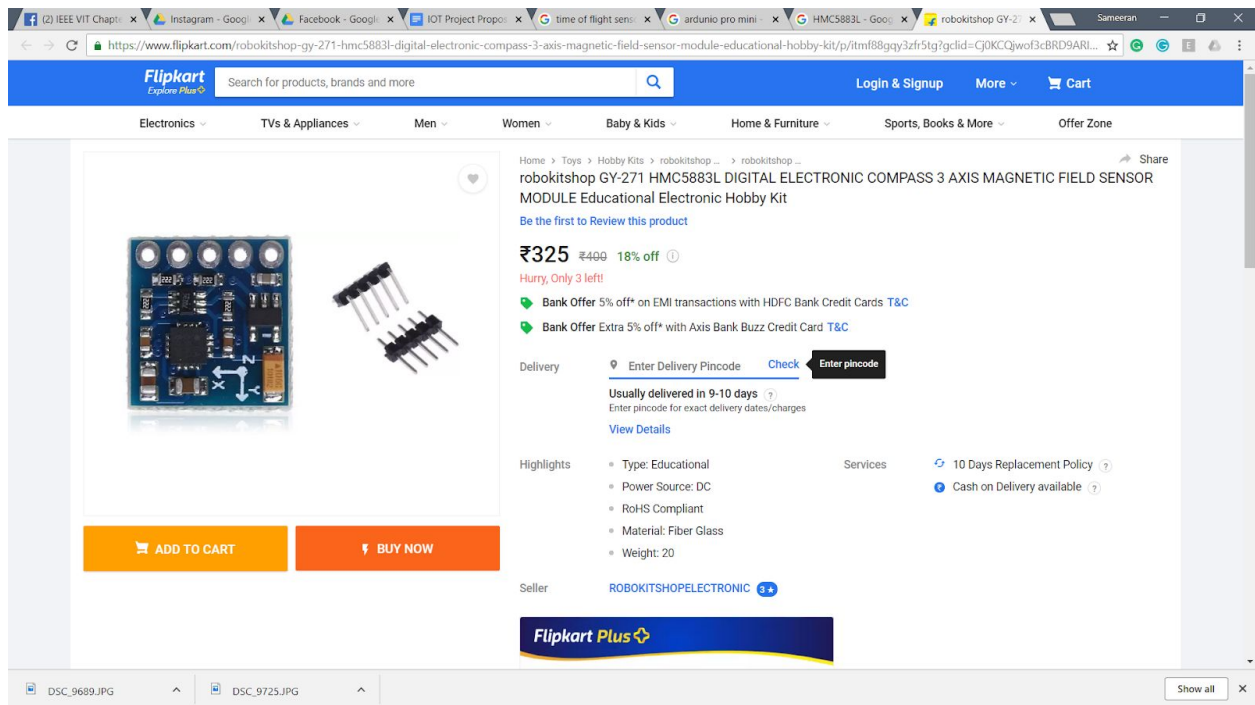 (2) IEEE VIT Chapte
Instagram - Googl
Facebook - Googl
IOT Project Propos
time of flight sens
ardunio pro mini -
HMC5883L - Goog
robokitshop GY-27
Sameeran
https://www.flipkart.com/robokitshop-gy-271-hmc5883l-digital-electronic-compass-3-axis-magnetic-field-sensor-module-educational-hobby-kit/p/itmf88gqy3zfr5tg?gclid=Cj0KCQjwof3cBRD9ARI...
Flipkart
Explore Plus
Search for products, brands and more
Login & Signup
More
Cart
Electronics
TVs & Appliances
Men
Women
Baby & Kids
Home & Furniture
Sports, Books & More
Offer Zone
Home > Toys > Hobby Kits > robokitshop ... > robokitshop ...
Share
robokitshop GY-271 HMC5883L DIGITAL ELECTRONIC COMPASS 3 AXIS MAGNETIC FIELD SENSOR
MODULE Educational Electronic Hobby Kit
Be the first to Review this product
₹325 ₹400 18% off
Hurry, Only 3 left!
Bank Offer 5% off* on EMI transactions with HDFC Bank Credit Cards T&C
Bank Offer Extra 5% off* with Axis Bank Buzz Credit Card T&C
222
222
Z
X
Y
Delivery
Enter Delivery Pincode
Check
Enter pincode
Usually delivered in 9-10 days ?
Enter pincode for exact delivery dates/charges
View Details
Highlights
Type: Educational
Power Source: DC
RoHS Compliant
Material: Fiber Glass
Weight: 20
Services
10 Days Replacement Policy ?
Cash on Delivery available ?
ADD TO CART
BUY NOW
Seller
ROBOKITSHOPELECTRONIC 3★
Flipkart Plus
DSC_9689.JPG
DSC_9725.JPG
Show all